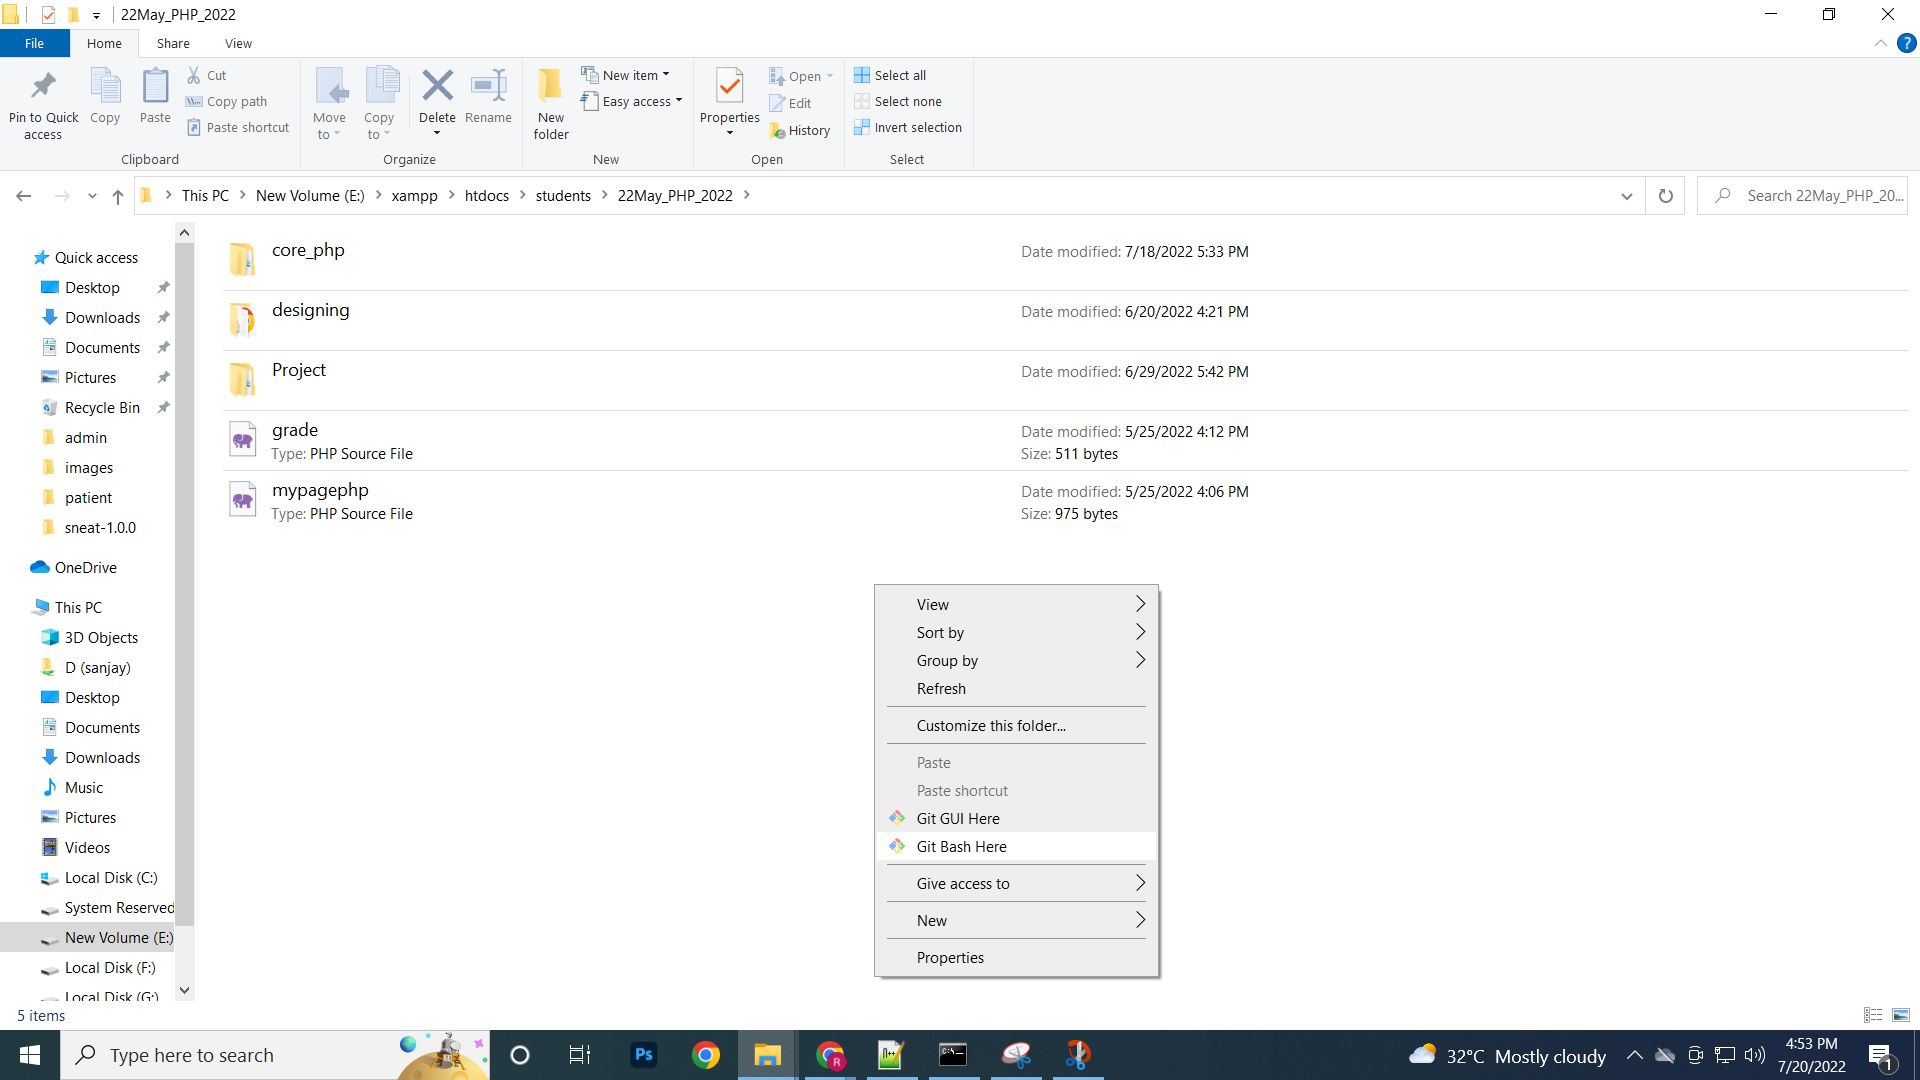 22May_PHP_2022
File Home Share View
Pin to Quick access
Copy
Paste
Cut
Copy path
Paste shortcut
Clipboard
Move to
Copy to
Delete
Rename
Organize
New folder
New item
Easy access
New
Properties
Open
Edit
History
Open
Select all
Select none
Invert selection
Select
This PC New Volume (E:) xampp htdocs students 22May_PHP_2022
Search 22May_PHP_20...
Quick access
Desktop
Downloads
Documents
Pictures
Recycle Bin
admin
images
patient
sneat-1.0.0
OneDrive
This PC
3D Objects
D (sanjay)
Desktop
Documents
Downloads
Music
Pictures
Videos
Local Disk (C:)
System Reserved
New Volume (E:)
Local Disk (F:)
Local Disk (G:)
core_php
Date modified: 7/18/2022 5:33 PM
designing
Date modified: 6/20/2022 4:21 PM
Project
Date modified: 6/29/2022 5:42 PM
grade
Date modified: 5/25/2022 4:12 PM
Type: PHP Source File
Size: 511 bytes
mypagephp
Date modified: 5/25/2022 4:06 PM
Type: PHP Source File
Size: 975 bytes
View
Sort by
Group by
Refresh
Customize this folder...
Paste
Paste shortcut
Git GUI Here
Git Bash Here
Give access to
New
Properties
5 items
Type here to search
Ps
R
32°C Mostly cloudy
4:53 PM
7/20/2022
1